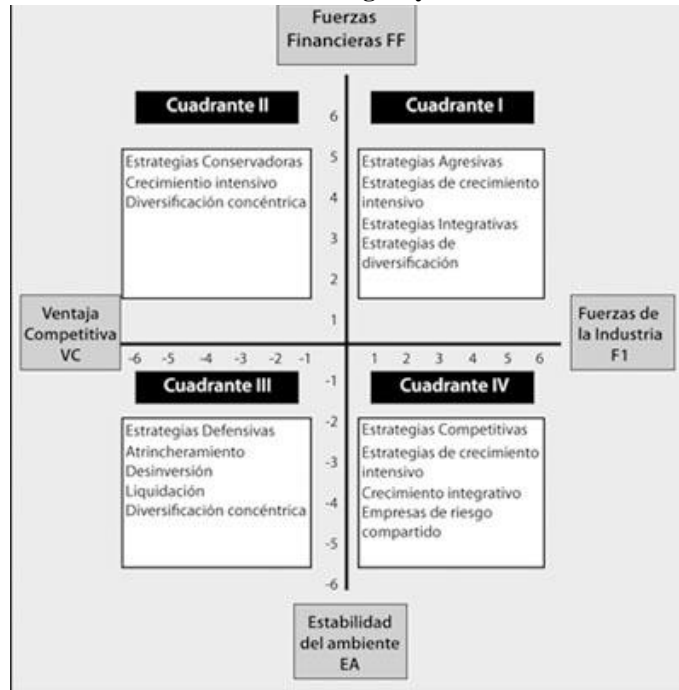 Fuerzas
Financieras FF
Cuadrante II
Cuadrante I
6
Estrategias Conservadoras
Crecimientio intensivo
Diversificación concéntrica
5
4
3
2
1
Estrategias Agresivas
Estrategias de crecimiento
intensivo
Estrategias Integrativas
Estrategias de
diversificación
Ventaja
Competitiva
VC
-6 -5 -4 -3 -2 -1
1 2 3 4 5 6
Fuerzas de
la Industria
F1
Cuadrante III
-1
Cuadrante IV
Estrategias Defensivas
Atrincheramiento
Desinversión
Liquidación
Diversificación concéntrica
-2
-3
-4
-5
-6
Estrategias Competitivas
Estrategias de crecimiento
intensivo
Crecimiento integrativo
Empresas de riesgo
compartido
Estabilidad
del ambiente
EA